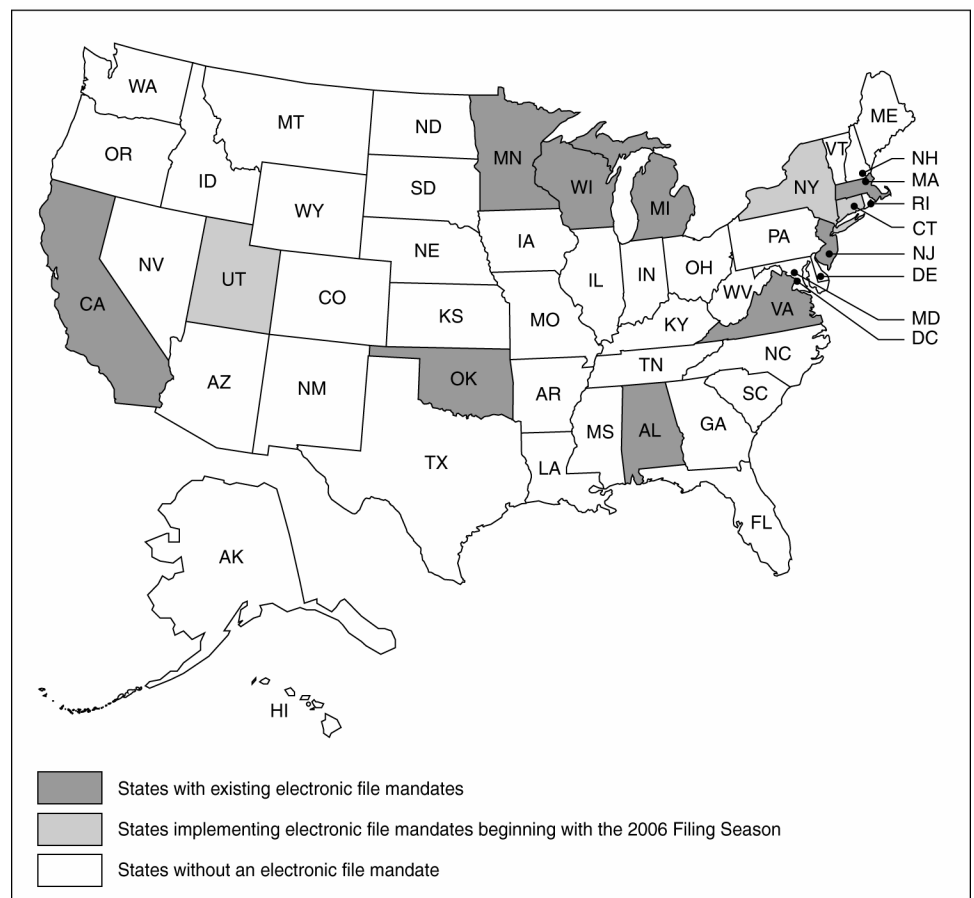 WA
MT
ND
MN
ME
VT
OR
ID
SD
WI
MI
NY
NH
MA
RI
CT
NJ
DE
MD
DC
WY
IA
NE
PA
NV
UT
CO
IL
IN
OH
WV
VA
CA
KS
MO
KY
NC
TN
AZ
NM
OK
AR
SC
MS
AL
GA
TX
LA
FL
AK
HI
States with existing electronic file mandates
States implementing electronic file mandates beginning with the 2006 Filing Season
States without an electronic file mandate